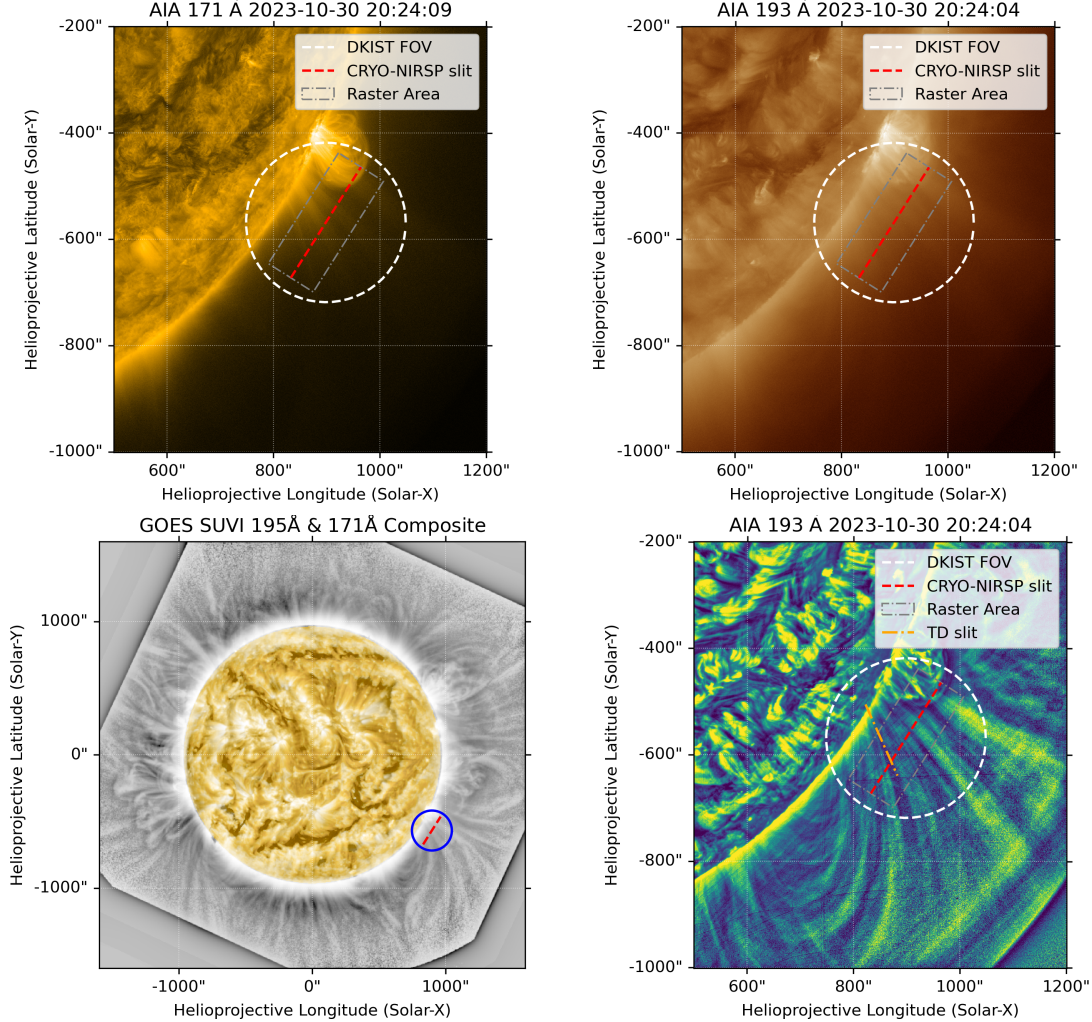 AIA 171 Å 2023-10-30 20:24:09
DKIST FOV
CRYO-NIRSP slit
Raster Area
-200"
-400"
-600"
-800"
-1000"
Helioprojective Latitude (Solar-Y)
600"
800"
1000"
1200"
Helioprojective Longitude (Solar-X)
AIA 193 Å 2023-10-30 20:24:04
DKIST FOV
CRYO-NIRSP slit
Raster Area
-200"
-400"
-600"
-800"
-1000"
Helioprojective Latitude (Solar-Y)
600"
800"
1000"
1200"
Helioprojective Longitude (Solar-X)
GOES SUVI 195Å & 171Å Composite
1000"
0"
-1000"
Helioprojective Latitude (Solar-Y)
-1000"
0"
1000"
Helioprojective Longitude (Solar-X)
AIA 193 Å 2023-10-30 20:24:04
DKIST FOV
CRYO-NIRSP slit
Raster Area
TD slit
-200"
-400"
-600"
-800"
-1000"
Helioprojective Latitude (Solar-Y)
600"
800"
1000"
1200"
Helioprojective Longitude (Solar-X)